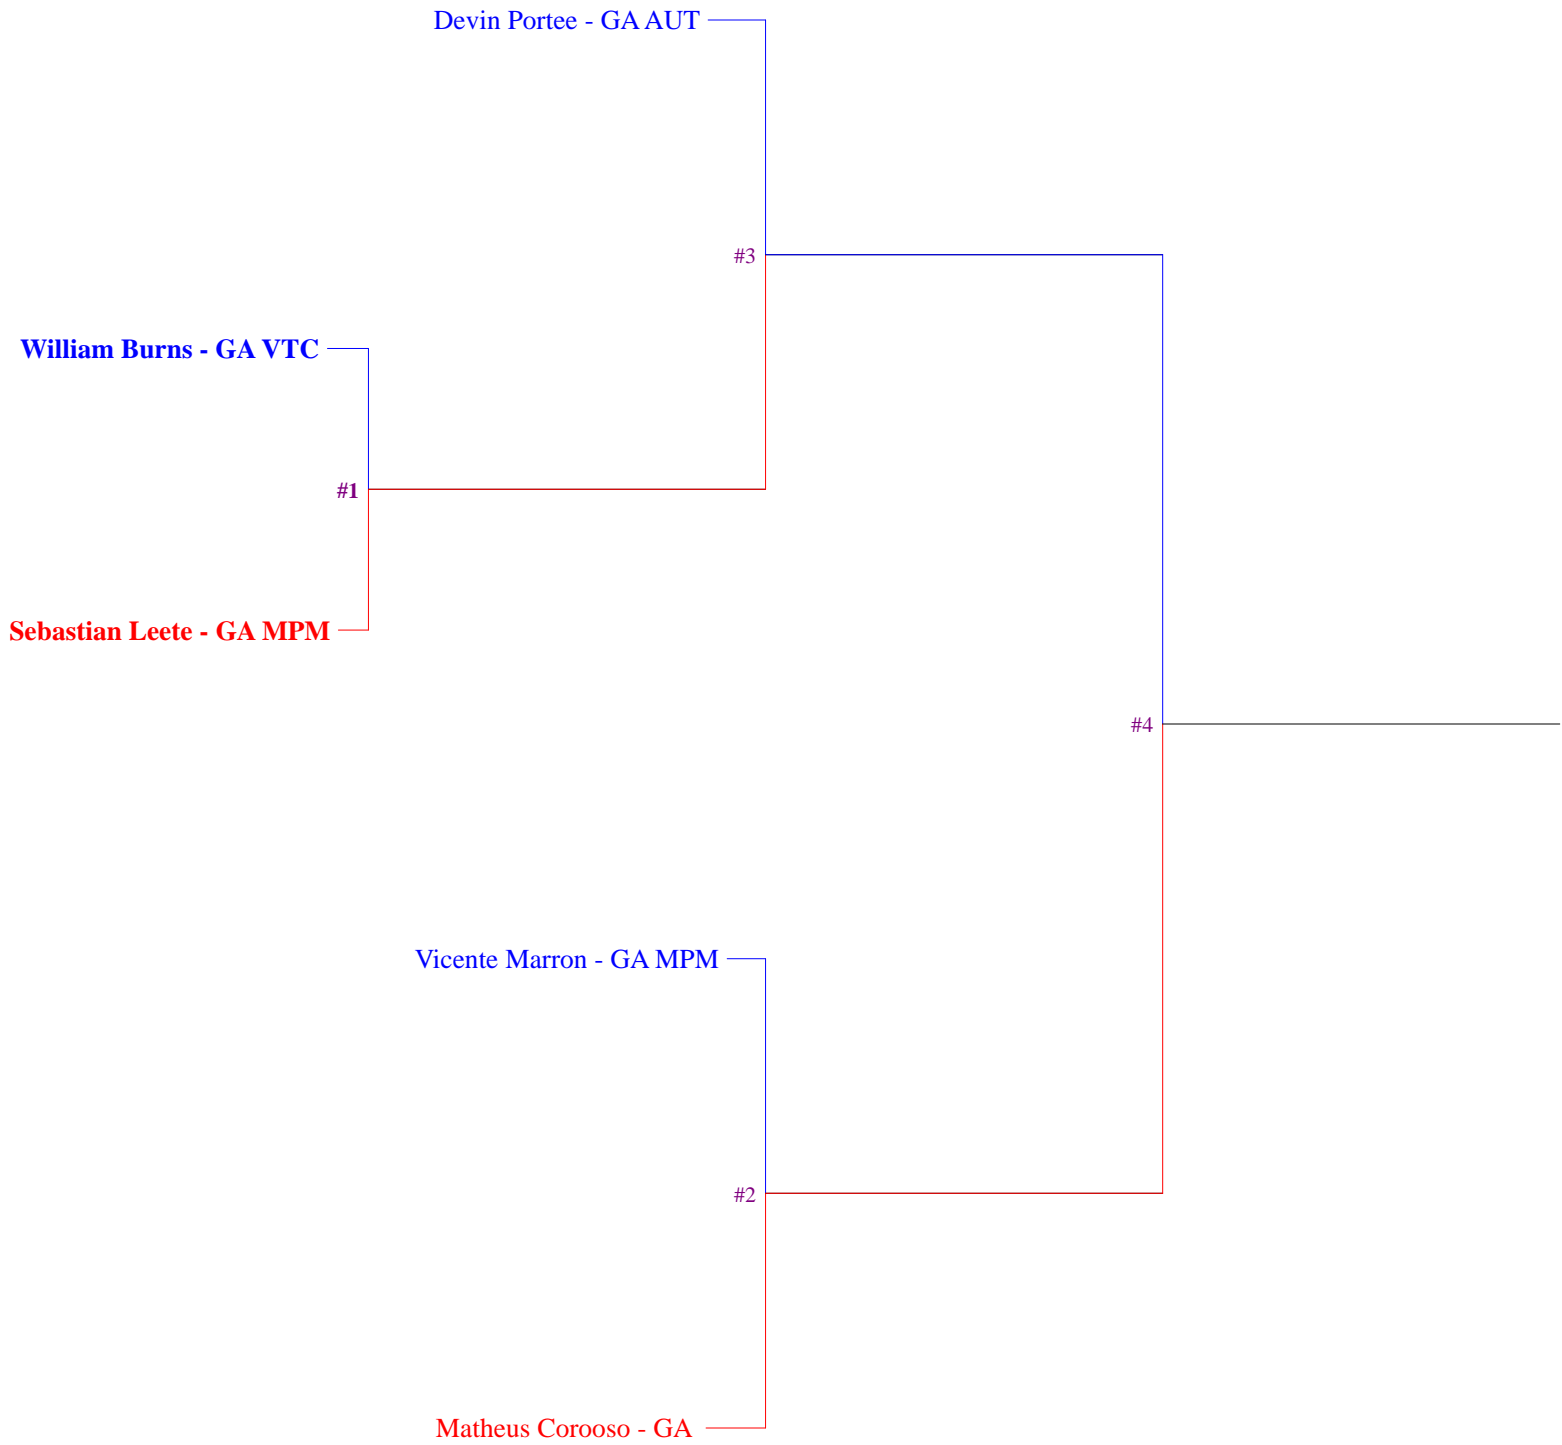 Devin Portee - GA AUT
#3
William Burns - GA VTC
#1
Sebastian Leete - GA MPM
#4
Vicente Marron - GA MPM
#2
Matheus Corooso - GA